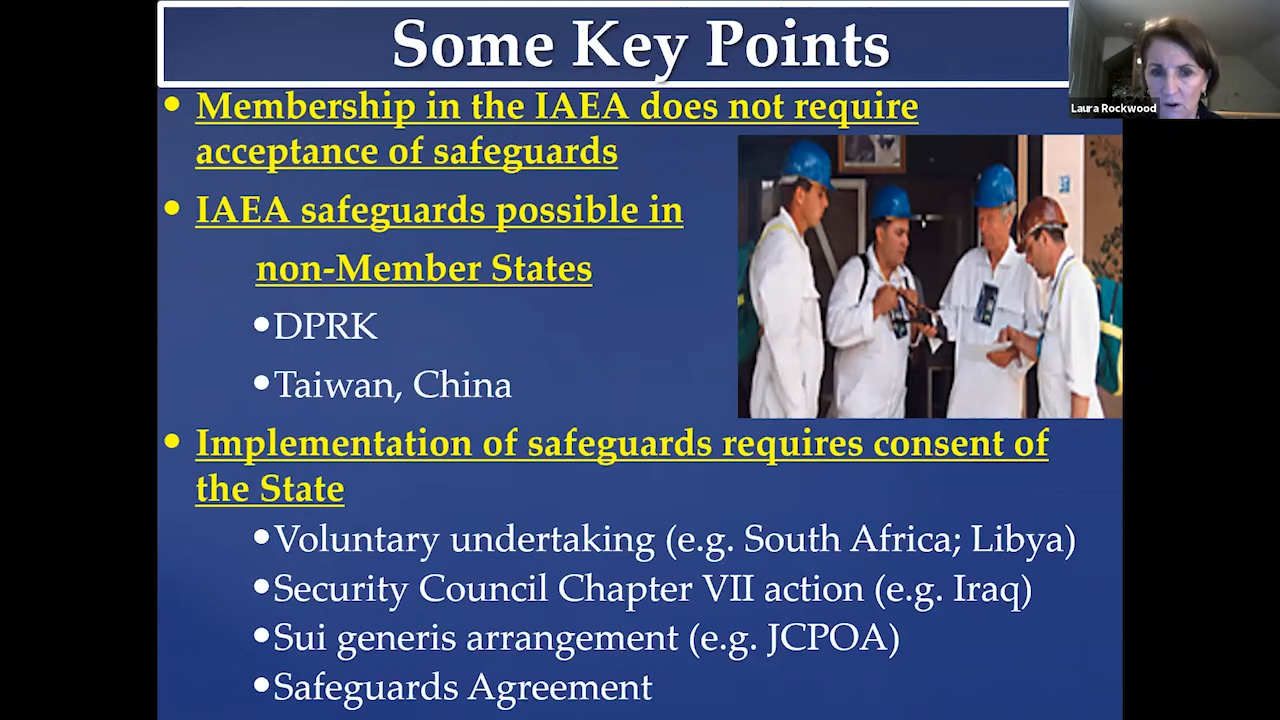 Some Key Points
Laura Rockwood
• Membership in the IAEA does not require
acceptance of safeguards
• IAEA safeguards possible in
non-Member States
•DPRK
•Taiwan, China
• Implementation of safeguards requires consent of
the State
•Voluntary undertaking (e.g. South Africa; Libya)
•Security Council Chapter VII action (e.g. Iraq)
•Sui generis arrangement (e.g. JCPOA)
•Safeguards Agreement